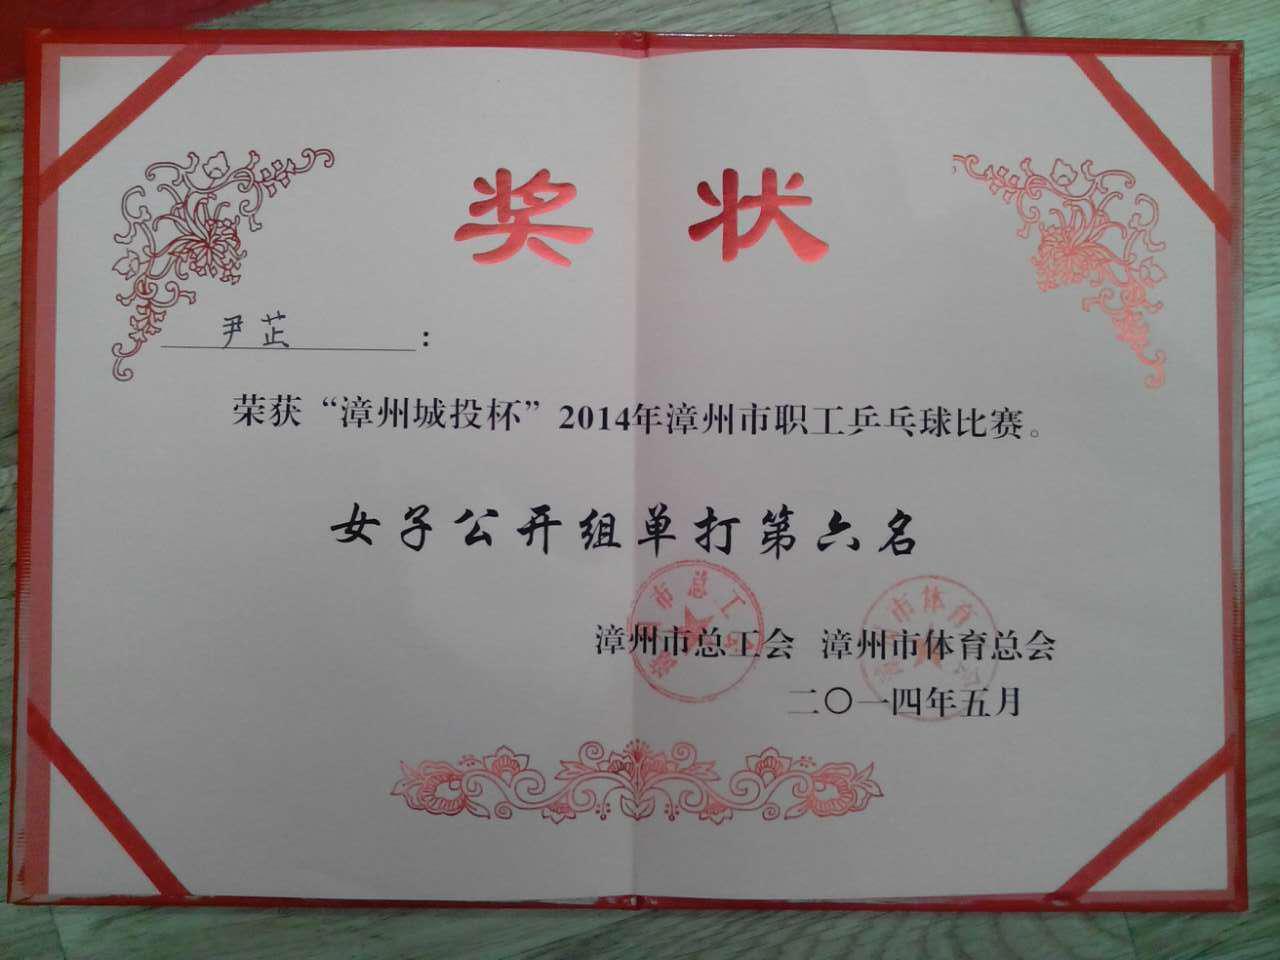 奖状
尹芷：
荣获“漳州城投杯”2014年漳州市职工乒乓球比赛。
女子公开组单打第六名
漳州市总工会 漳州市体育总会
二〇一四年五月